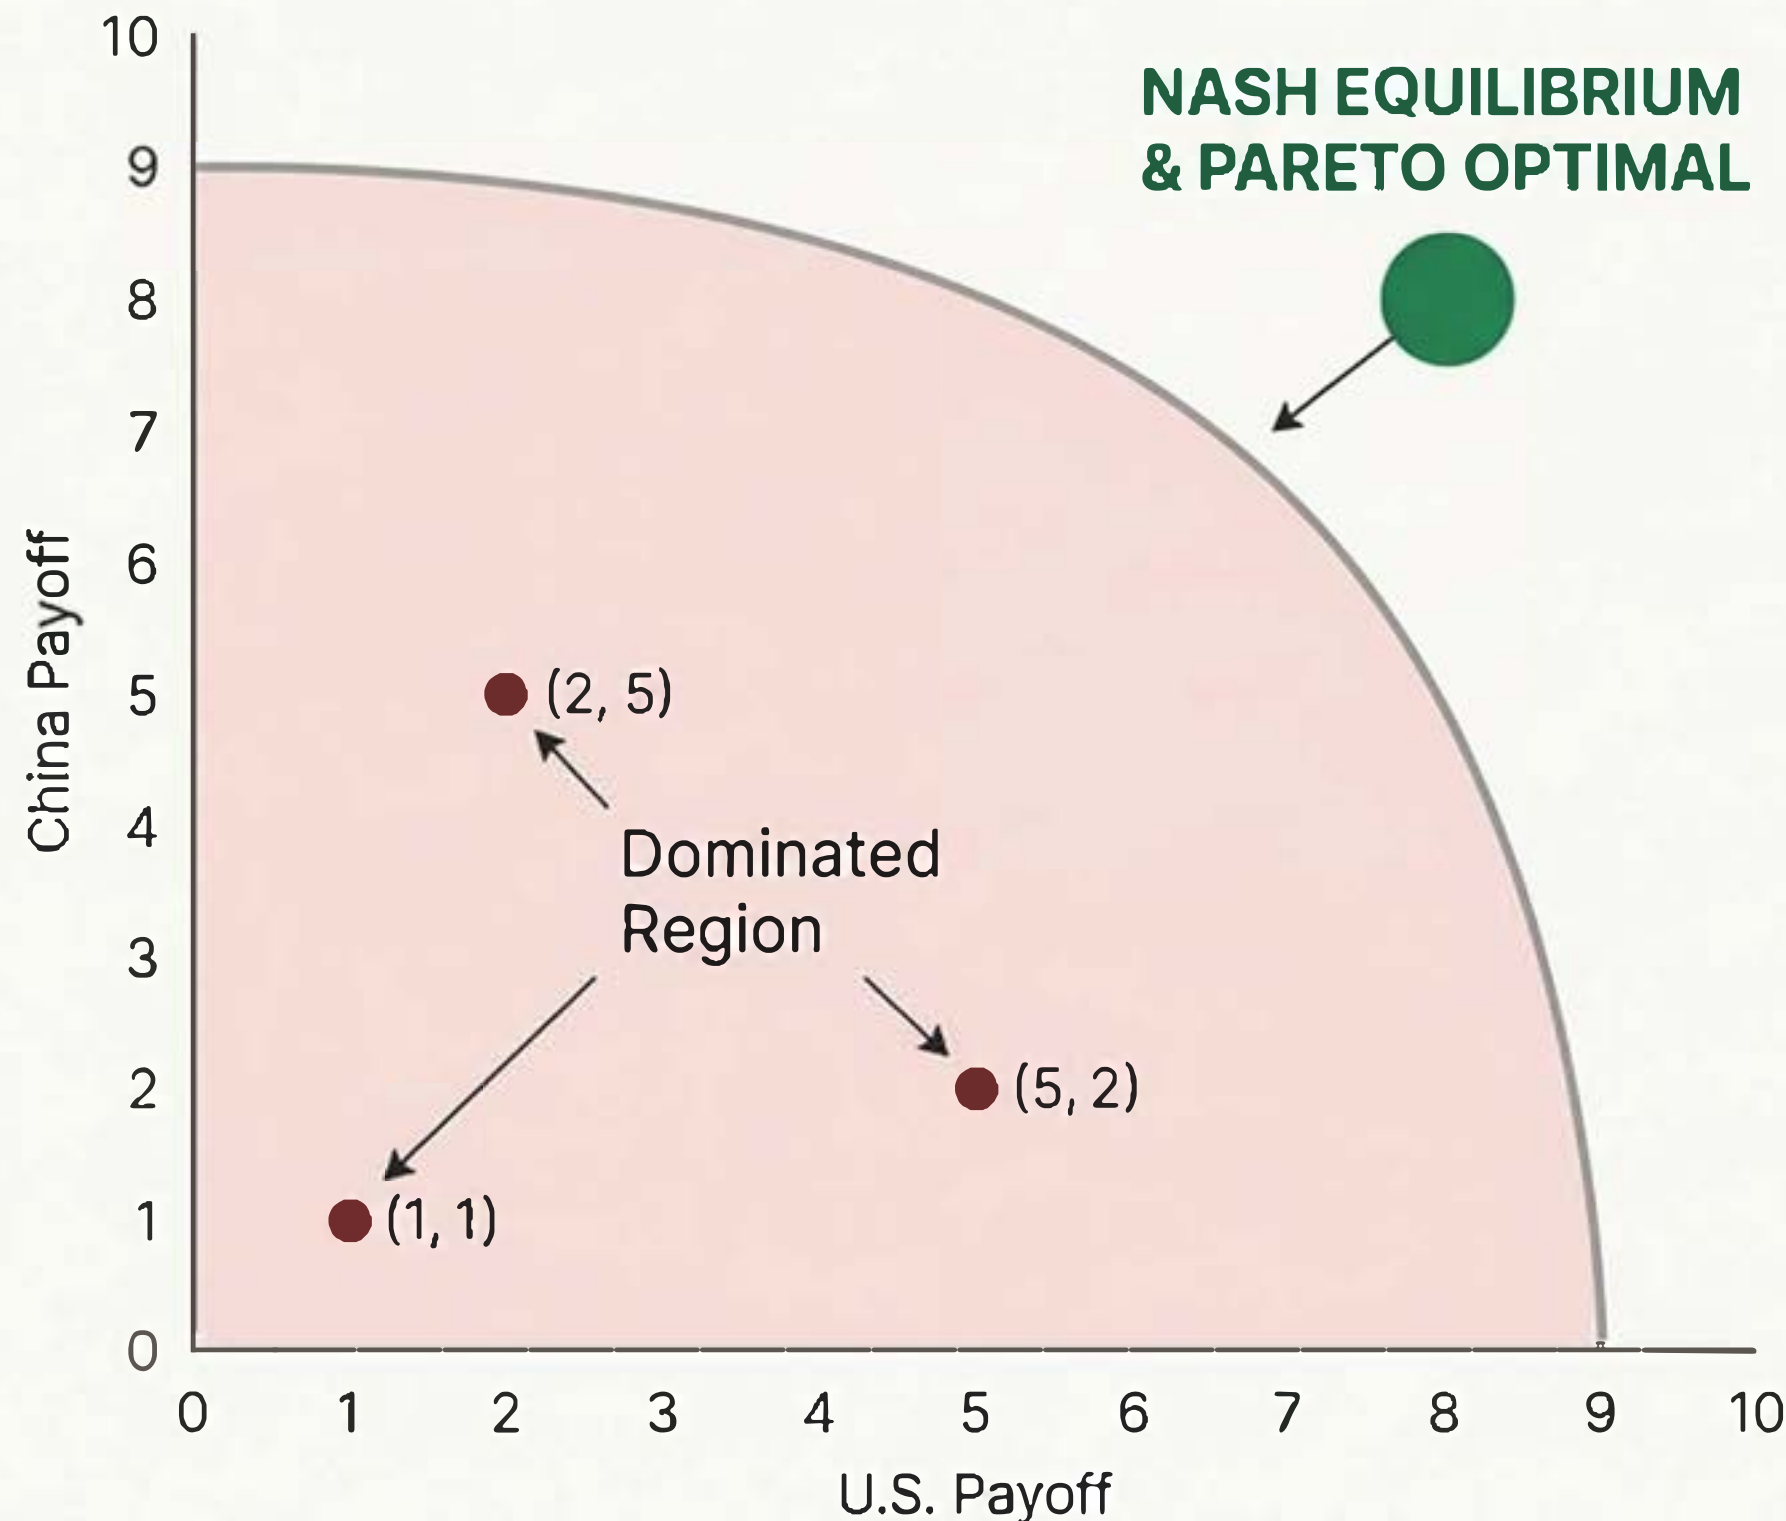 10
NASH EQUILIBRIUM
& PARETO OPTIMAL
9
8
7
6
China Payoff
5
(2, 5)
4
Dominated
Region
3
2
(5, 2)
1
(1, 1)
0
0 1 2 3 4 5 6 7 8 9 10
U.S. Payoff